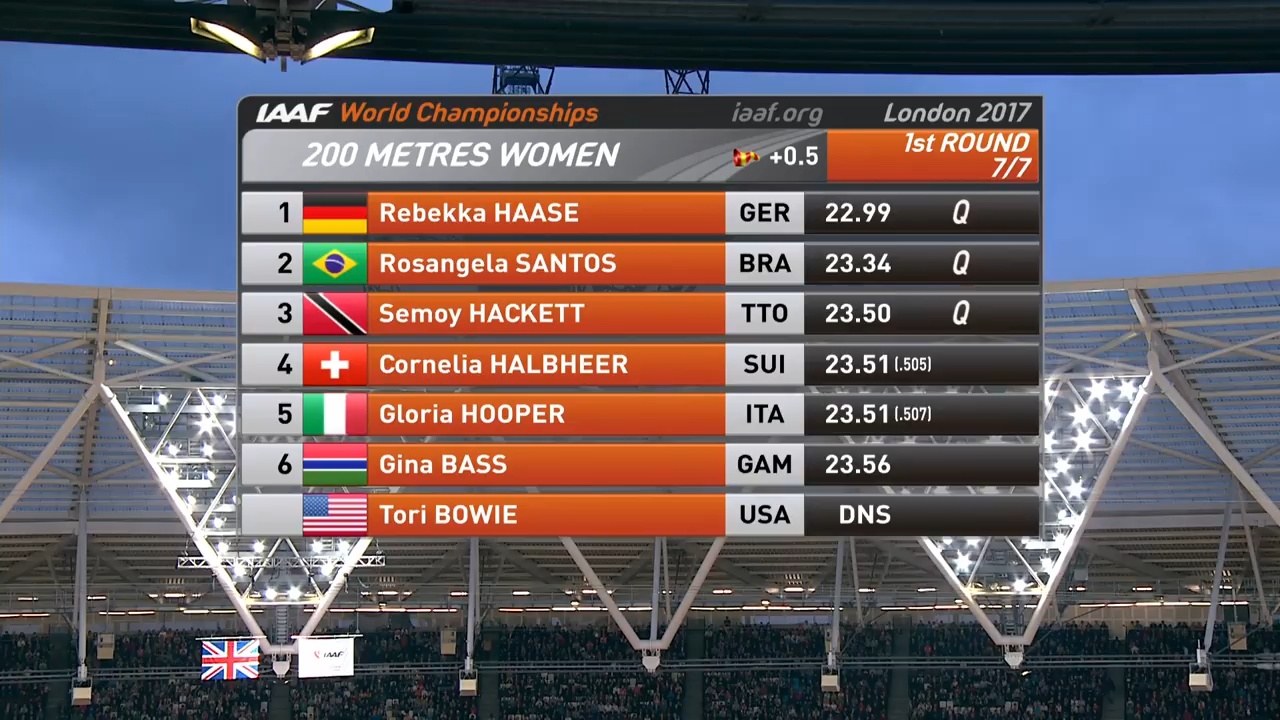 IAAF World Championships iaaf.org London 2017
200 METRES WOMEN +0.5 1st ROUND
7/7
1 Rebekka HAASE GER 22.99 Q
2 Rosangela SANTOS BRA 23.34 Q
3 Semoy HACKETT TTO 23.50 Q
4 Cornelia HALBHEER SUI 23.51 (.505)
5 Gloria HOOPER ITA 23.51 (.507)
6 Gina BASS GAM 23.56
Tori BOWIE USA DNS
IAAF